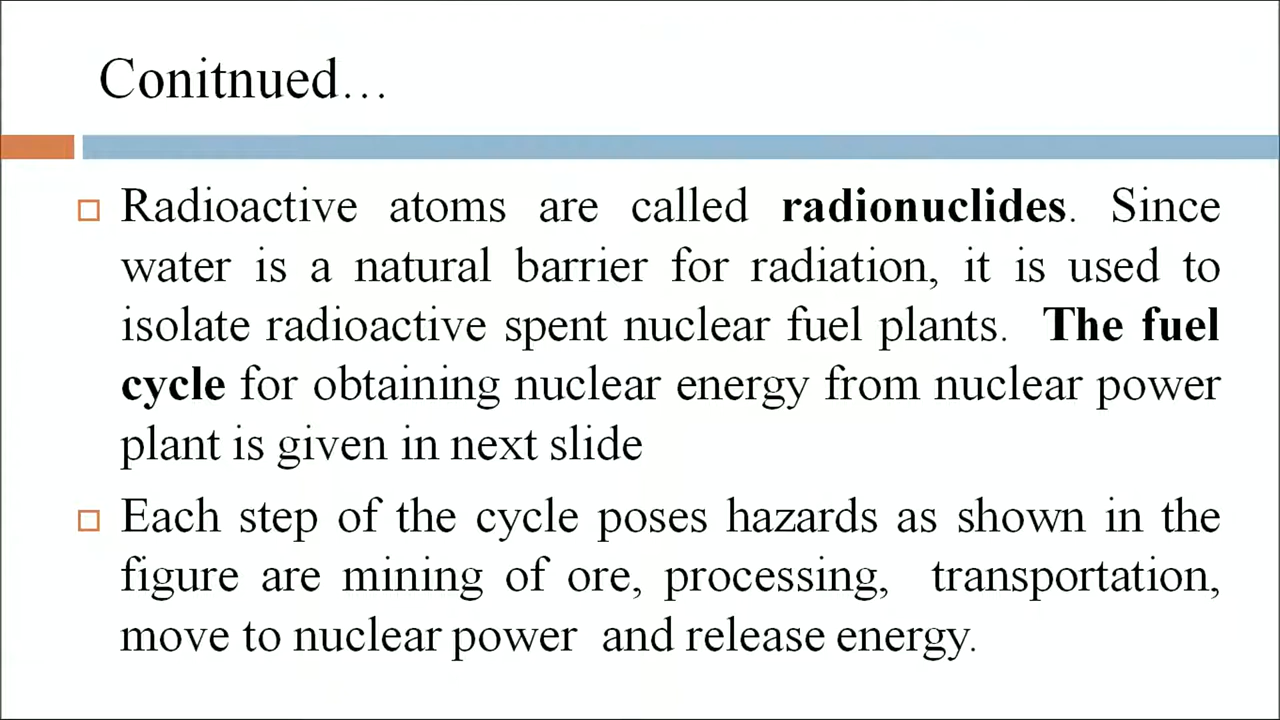 Conitnued...
Radioactive atoms are called radionuclides. Since
water is a natural barrier for radiation, it is used to
isolate radioactive spent nuclear fuel plants. The fuel
cycle for obtaining nuclear energy from nuclear power
plant is given in next slide
Each step of the cycle poses hazards as shown in the
figure are mining of ore, processing, transportation,
move to nuclear power and release energy.